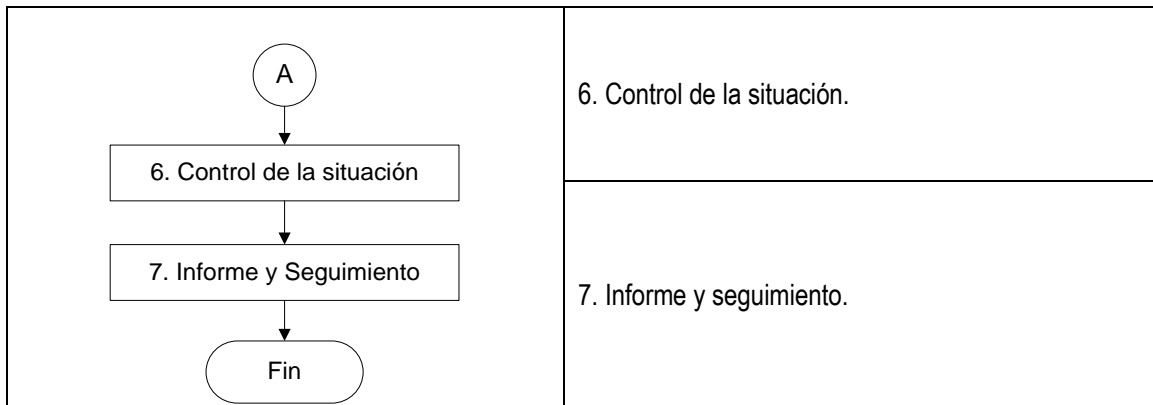 A
6. Control de la situación
7. Informe y Seguimiento
Fin
6. Control de la situación.
7. Informe y seguimiento.